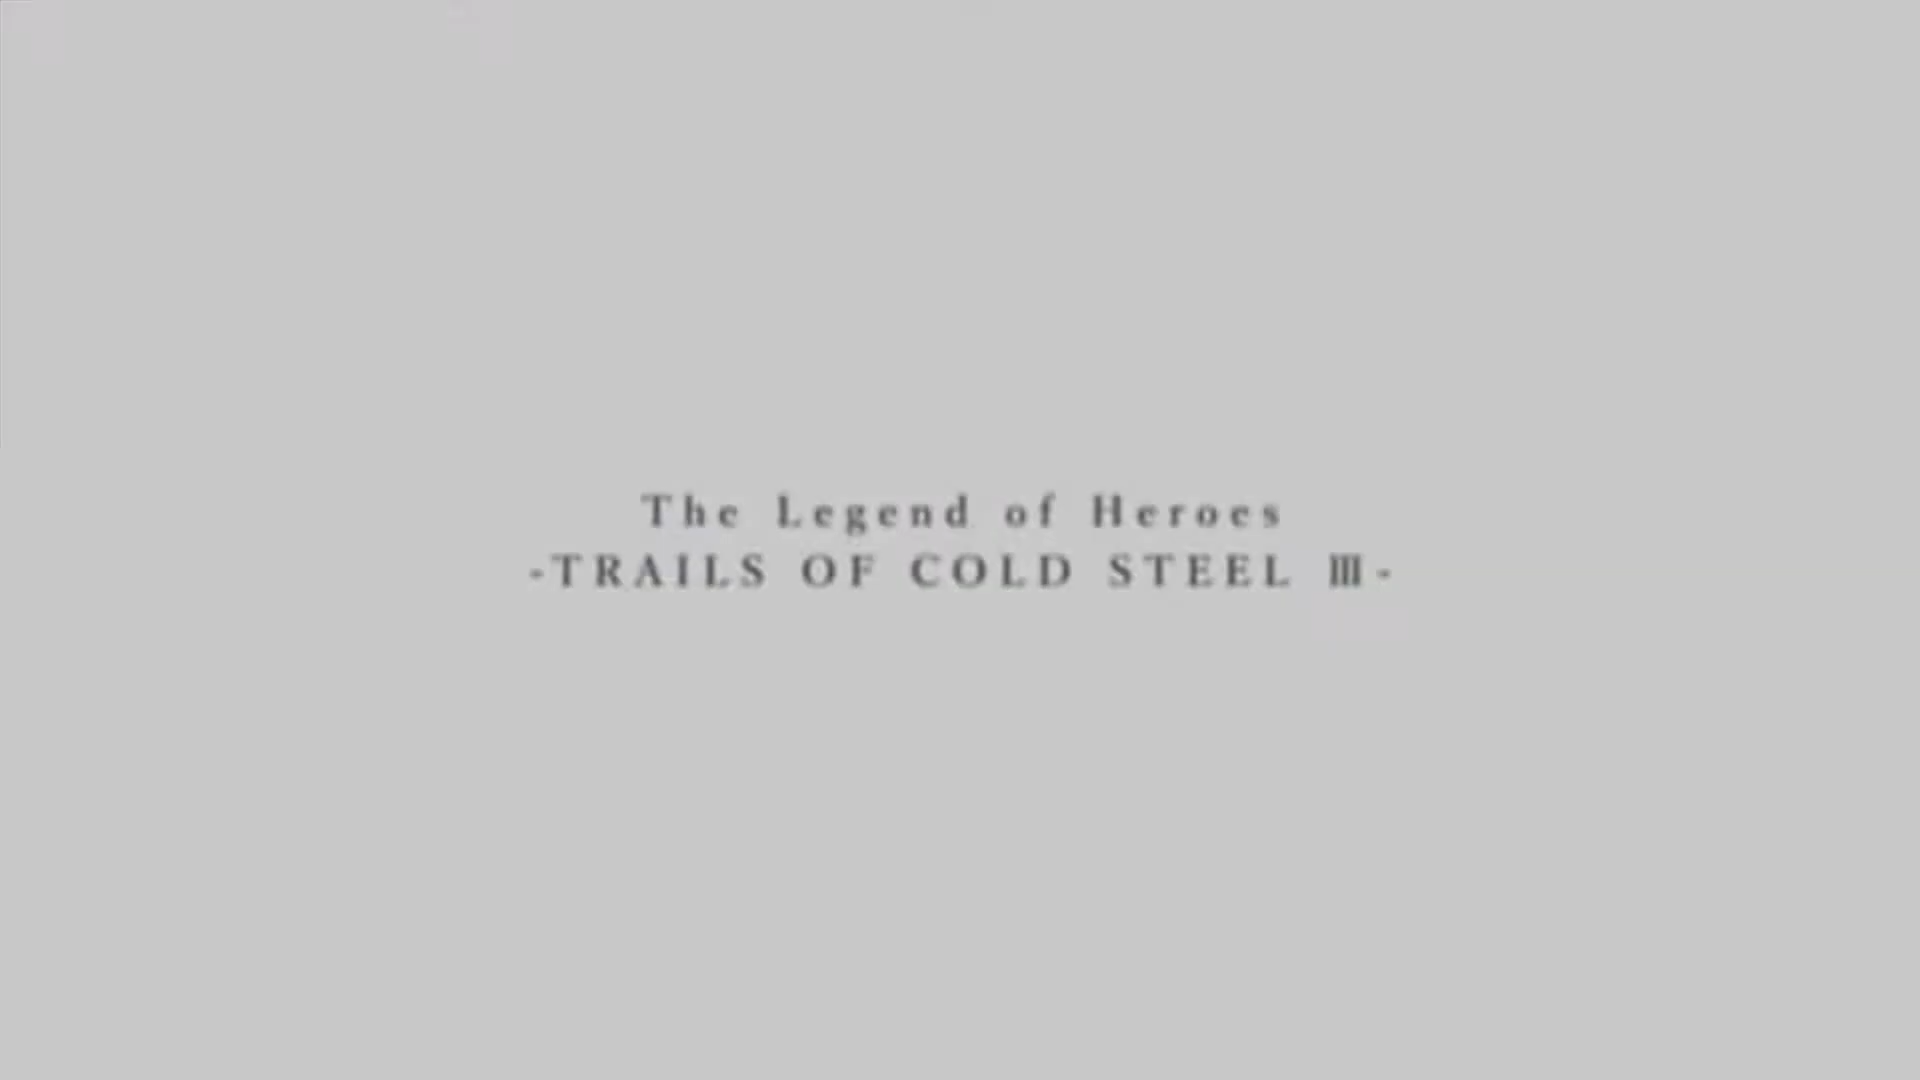 The Legend of Heroes
-TRAILS OF COLD STEEL Ⅲ-